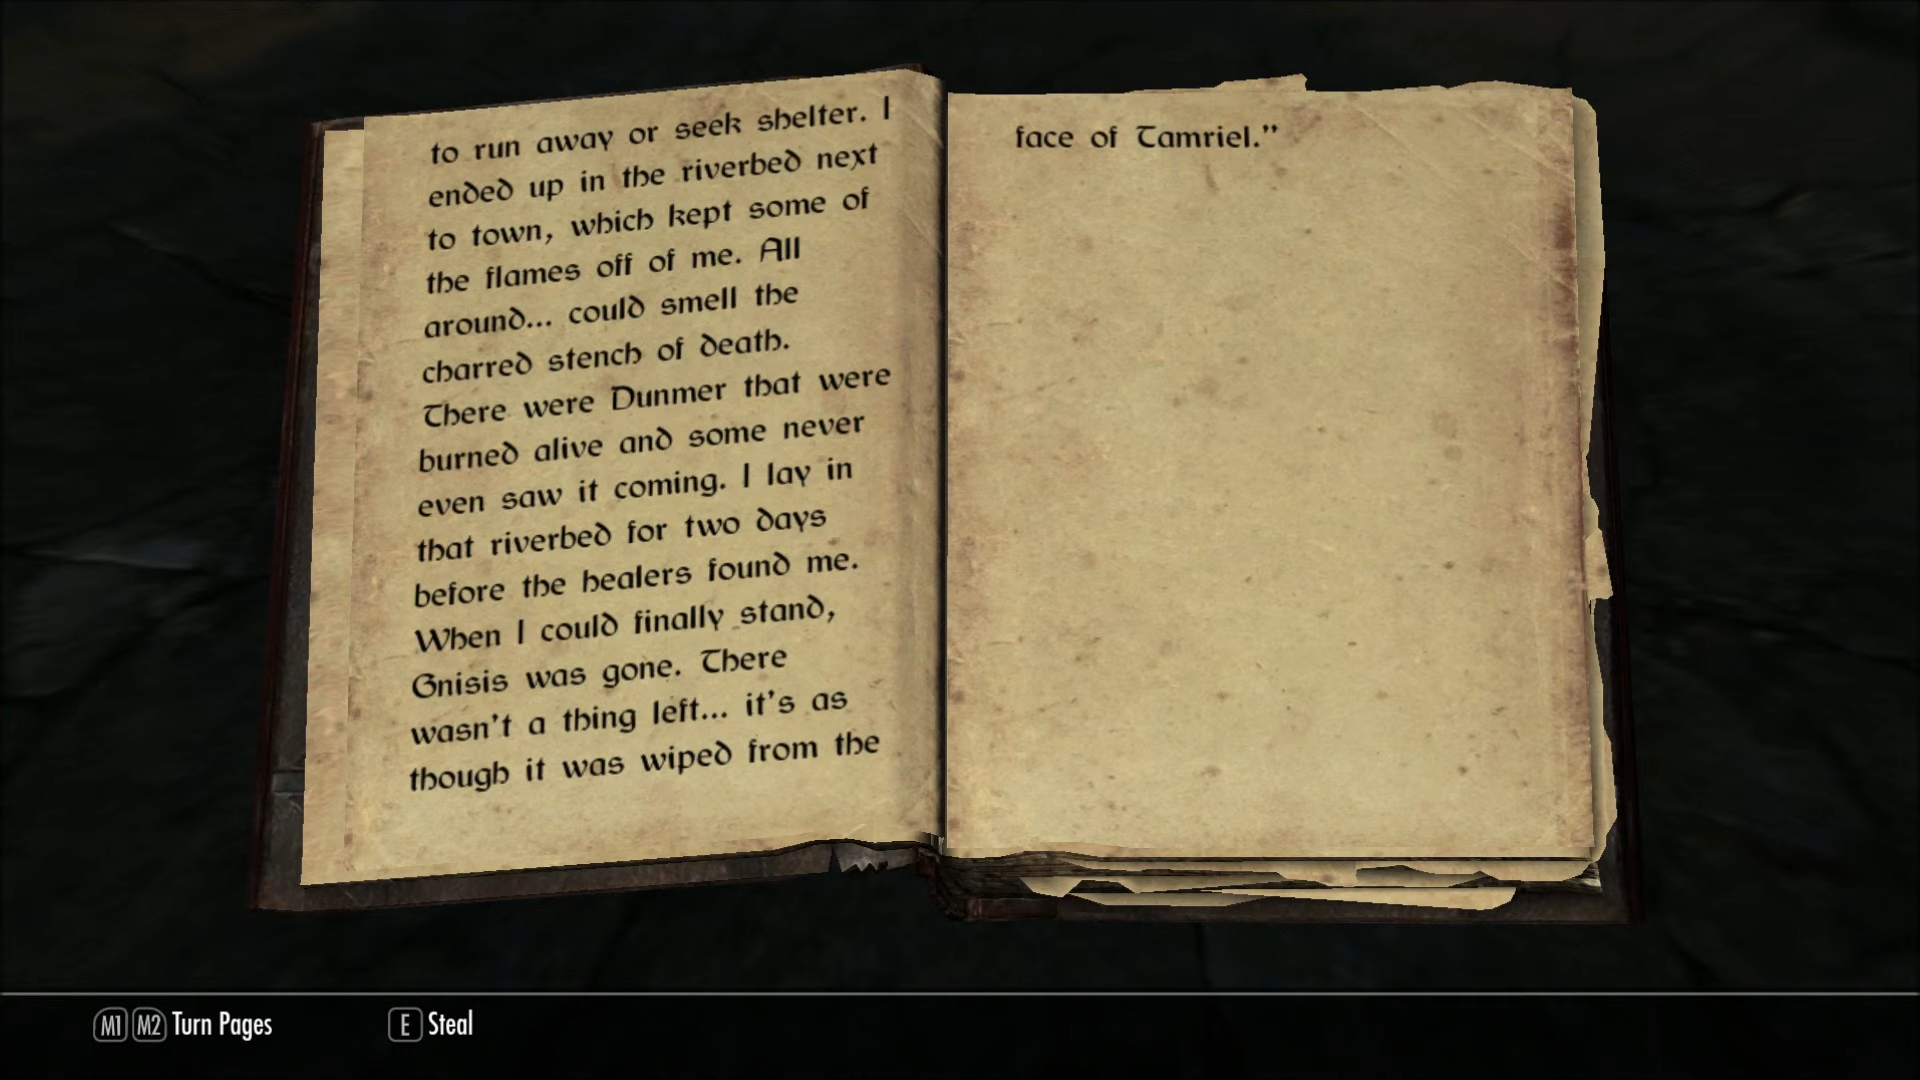 to run away or seek shelter. I
ended up in the riverbed next
to town, which kept some of
the flames off of me. All
around... could smell the
charred stench of death.
There were Dunmer that were
burned alive and some never
even saw it coming. I lay in
that riverbed for two days
before the healers found me.
When I could finally stand,
Gnisis was gone. There
wasn't a thing left... it's as
though it was wiped from the
face of Tamriel."
M1 M2 Turn Pages
E Steal